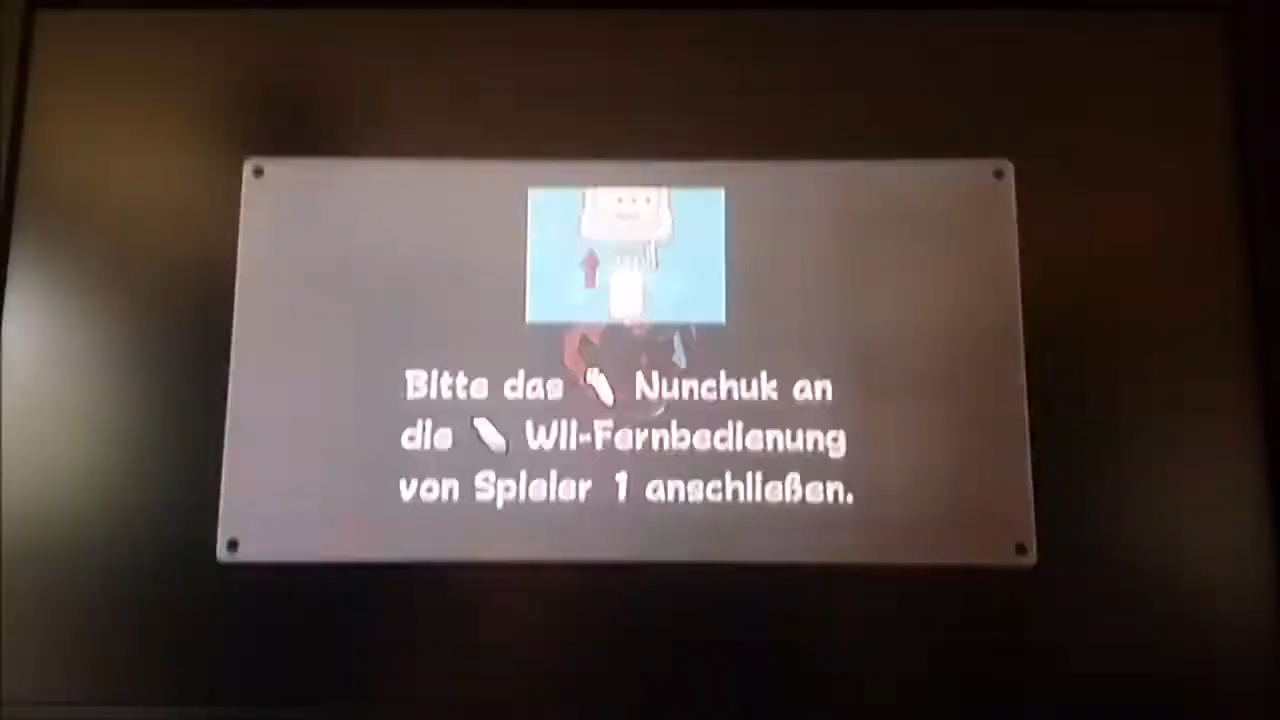 Bitte das Nunchuk an
die Wii-Fernbedienung
von Spieler 1 anschließen.